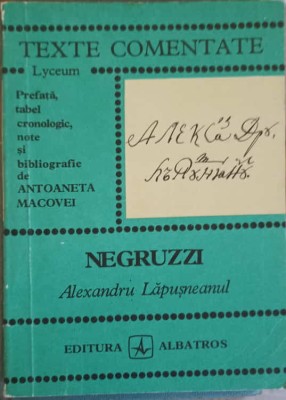 TEXTE COMENTATE
Lyceum
Prefață,
tabel
cronologic,
note
și
bibliografie
de
ANTOANETA
MACOVEI
NEGRUZZI
Alexandru Lăpușneanul
EDITURA ALBATROS